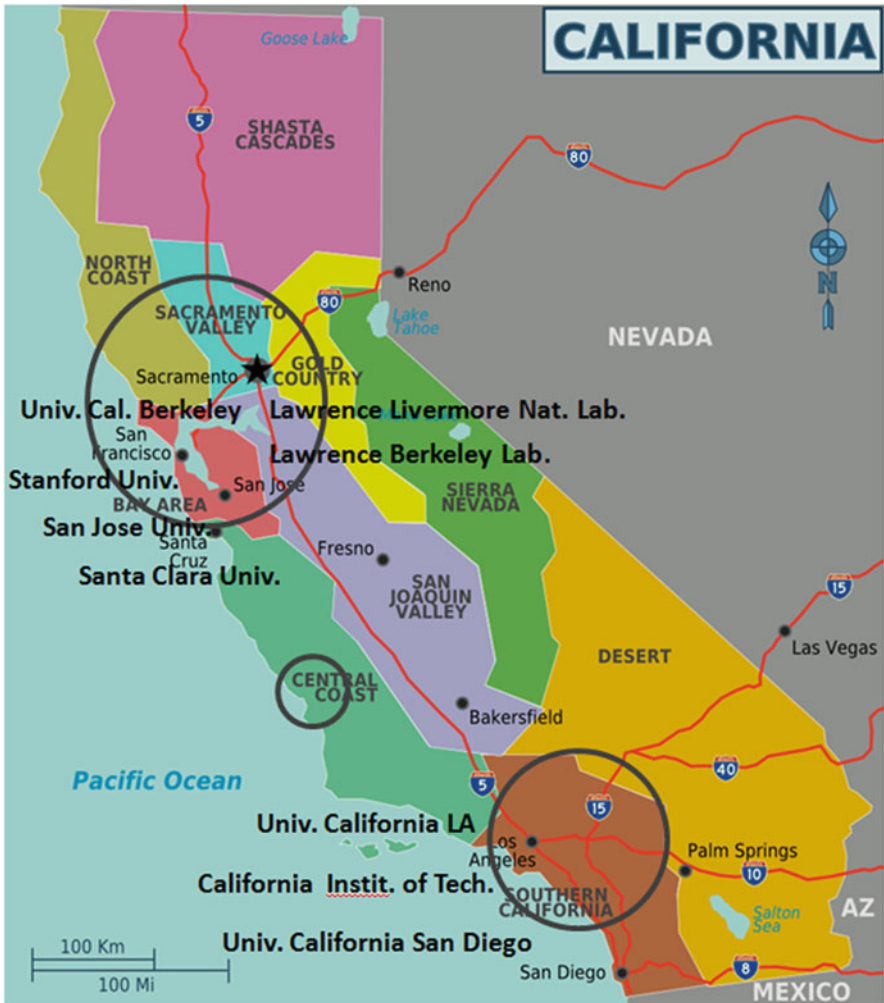 CALIFORNIA
Goose Lake
5
SHASTA
CASCADES
80
NORTH
COAST
Reno
N
80
SACRAMENTO
VALLEY
Lake
Tahoe
NEVADA
GOLD
COUNTRY
Sacramento
Univ. Cal. Berkeley
Lawrence Livermore Nat. Lab.
San
Francisco
Lawrence Berkeley Lab.
Stanford Univ.
San Jose
SIERRA
NEVADA
BAY AREA
San Jose Univ.
Santa
Cruz
Fresno
Santa Clara Univ.
SAN
JOAQUIN
VALLEY
15
Las Vegas
DESERT
CENTRAL
COAST
Bakersfield
Pacific Ocean
5
40
15
Univ. California LA
Los
Angeles
Palm Springs
10
California Instit. of Tech.
SOUTHERN
CALIFORNIA
Salton
Sea
AZ
Univ. California San Diego
100 Km
100 Mi
San Diego
8
MEXICO